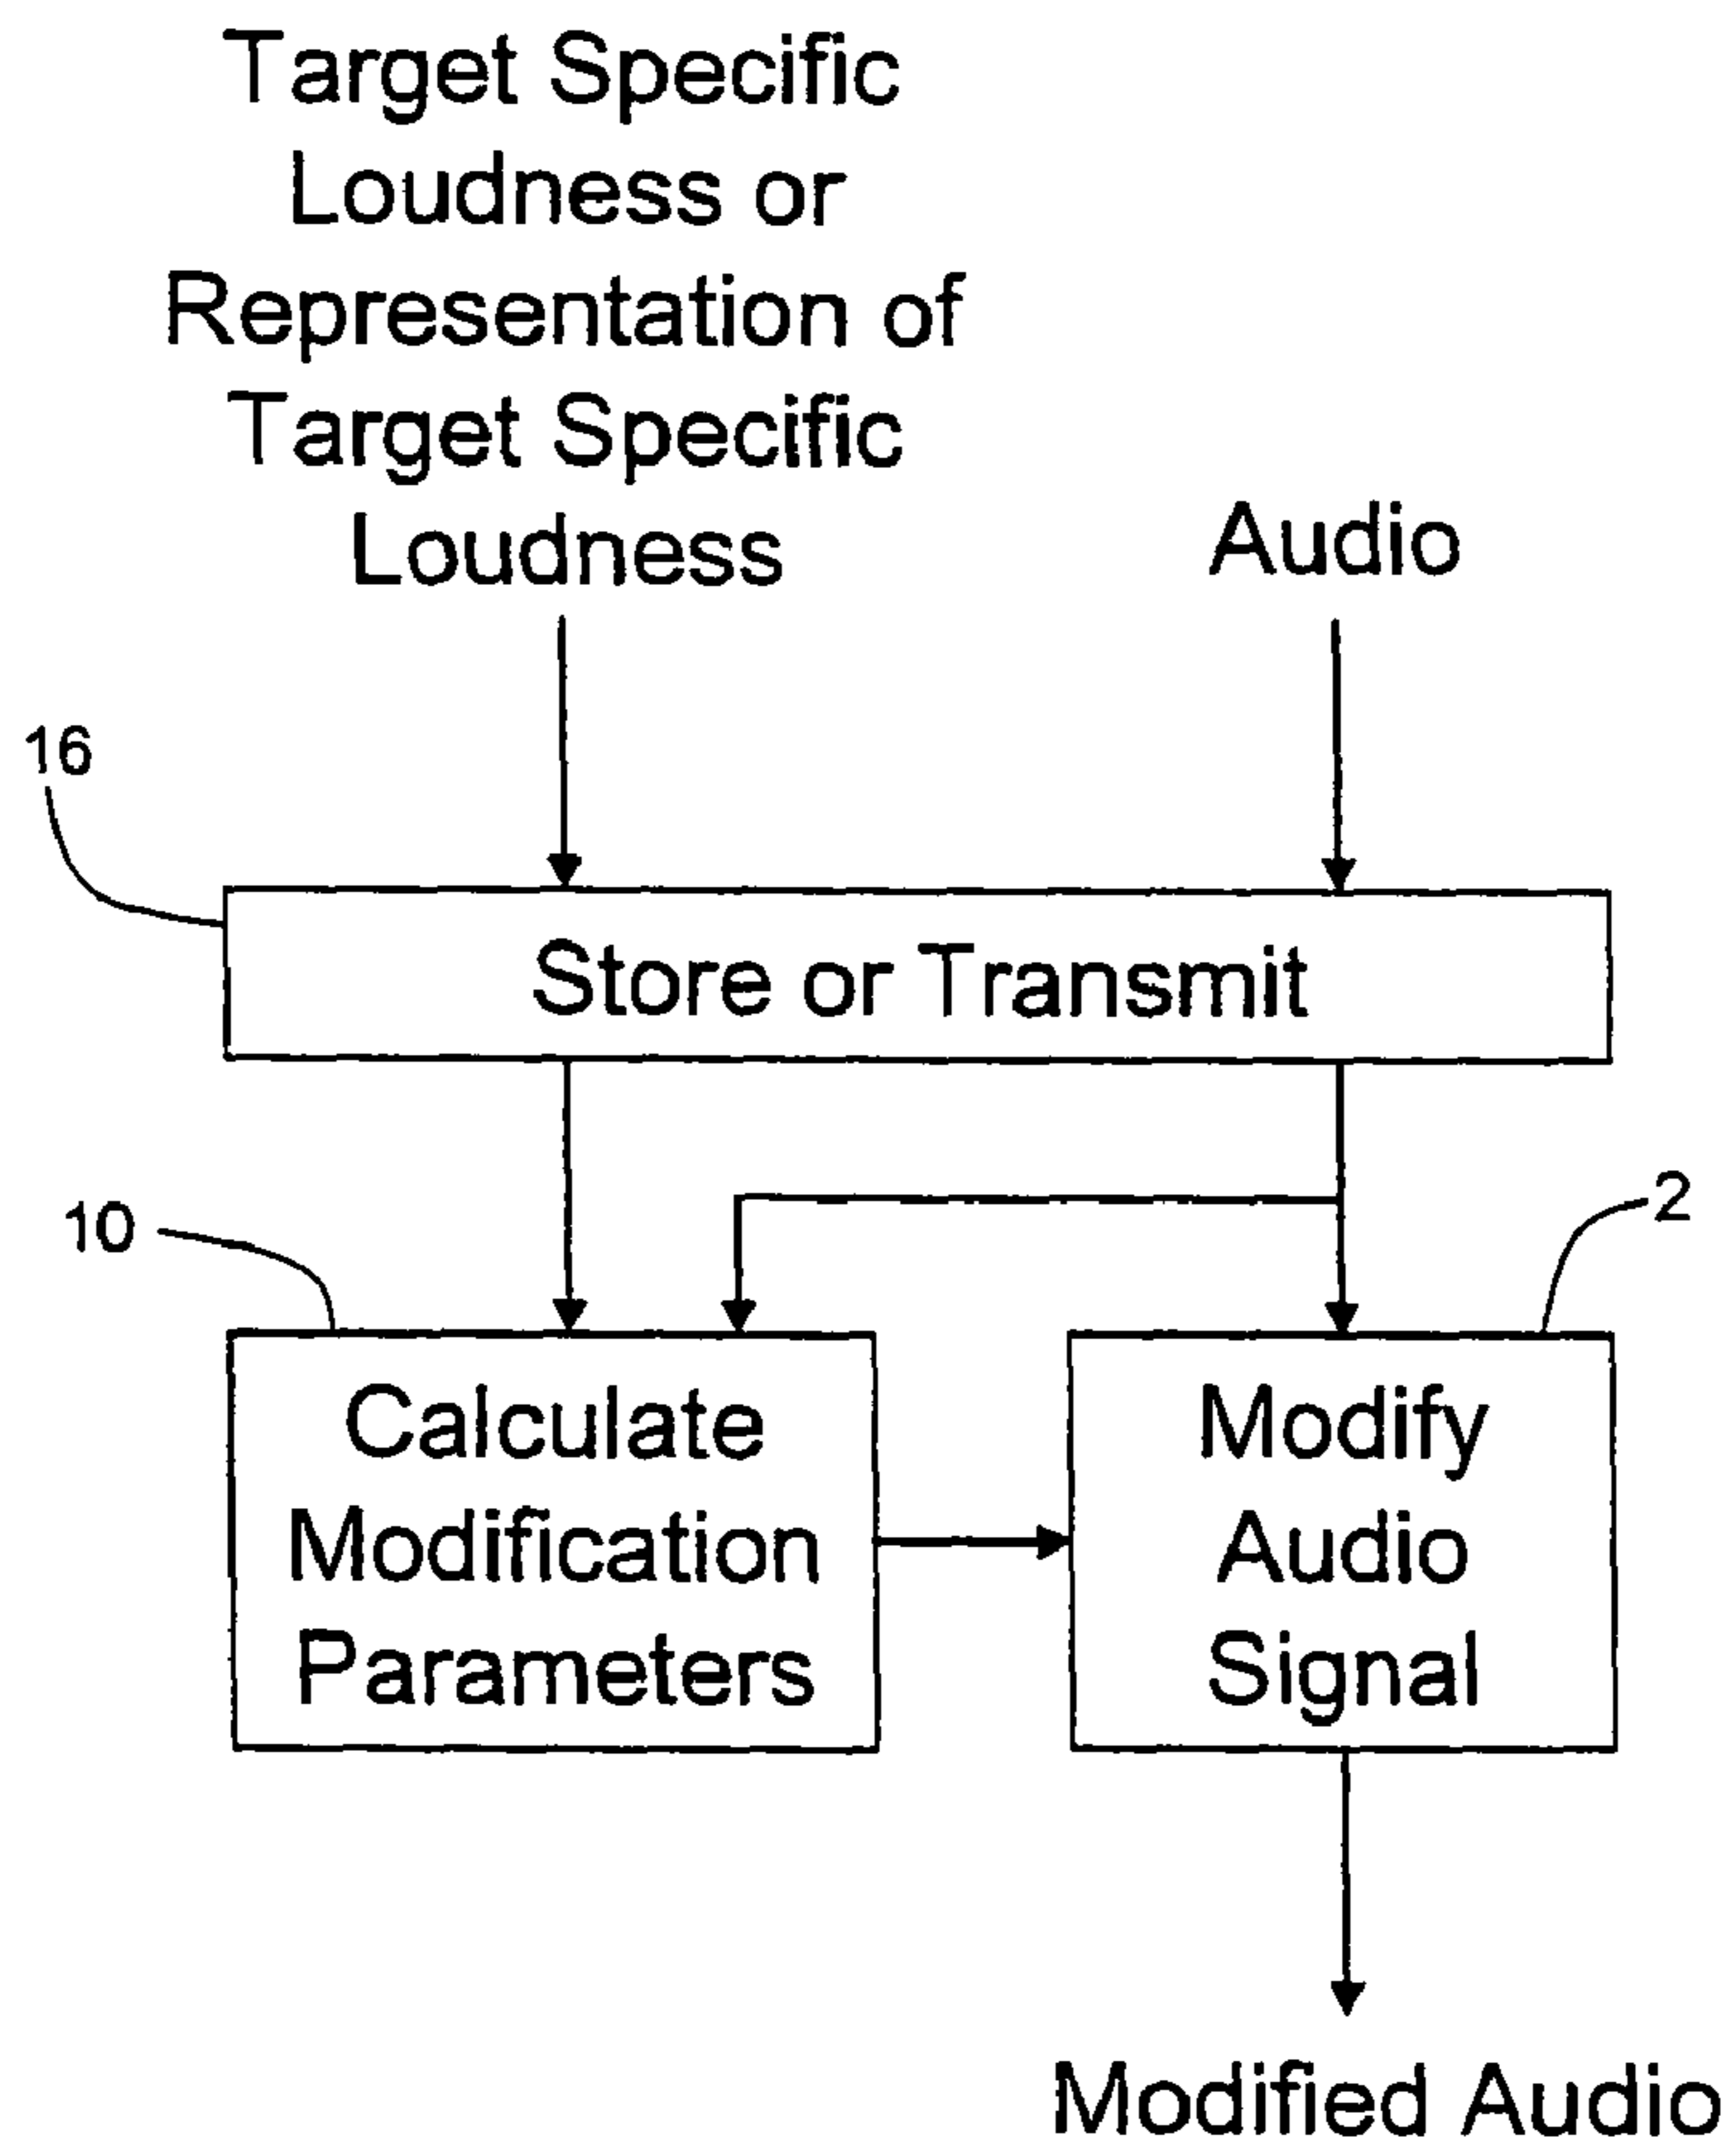 Target Specific
Loudness or
Representation of
Target Specific
Loudness
Audio
16
Store or Transmit
10
2
Calculate
Modification
Parameters
Modify
Audio
Signal
Modified Audio